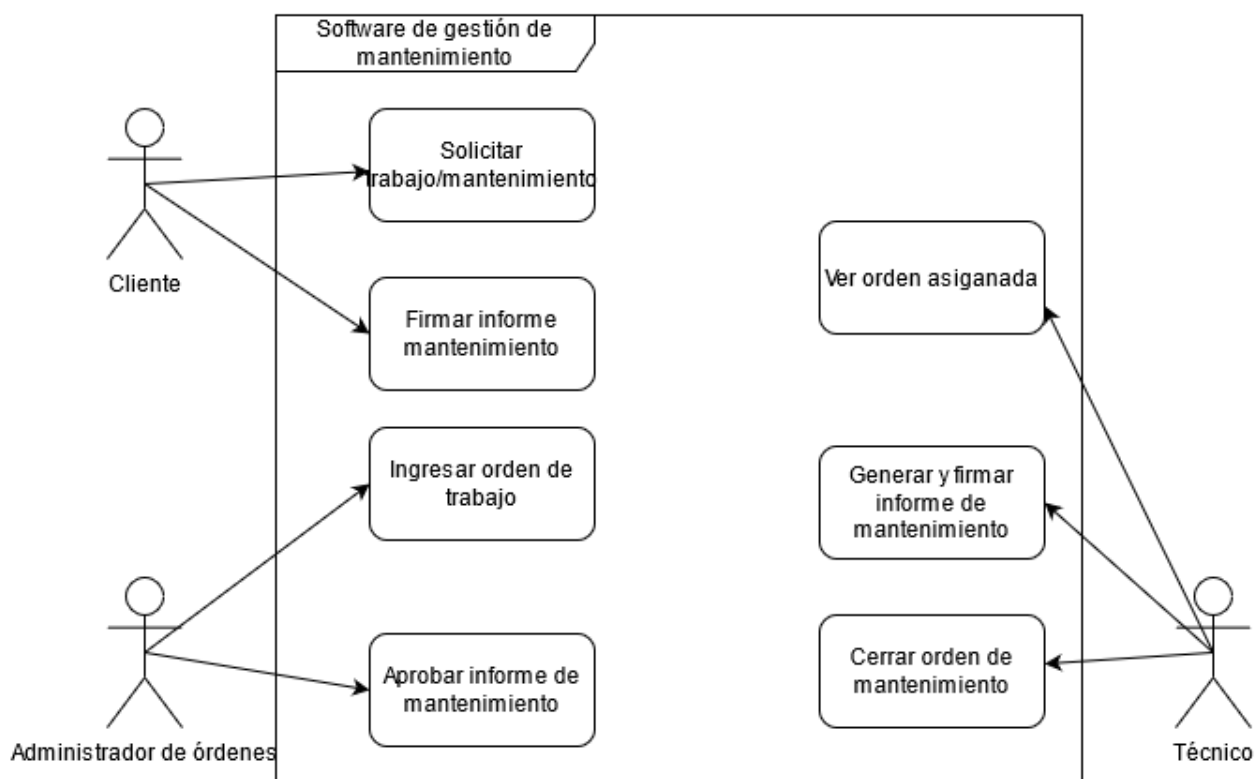 Software de gestión de
mantenimiento
Solicitar
trabajo/mantenimiento
Cliente
Firmar informe
mantenimiento
Ver orden asiganada
Ingresar orden de
trabajo
Generar y firmar
informe de
mantenimiento
Aprobar informe de
mantenimiento
Cerrar orden de
mantenimiento
Administrador de órdenes
Técnico